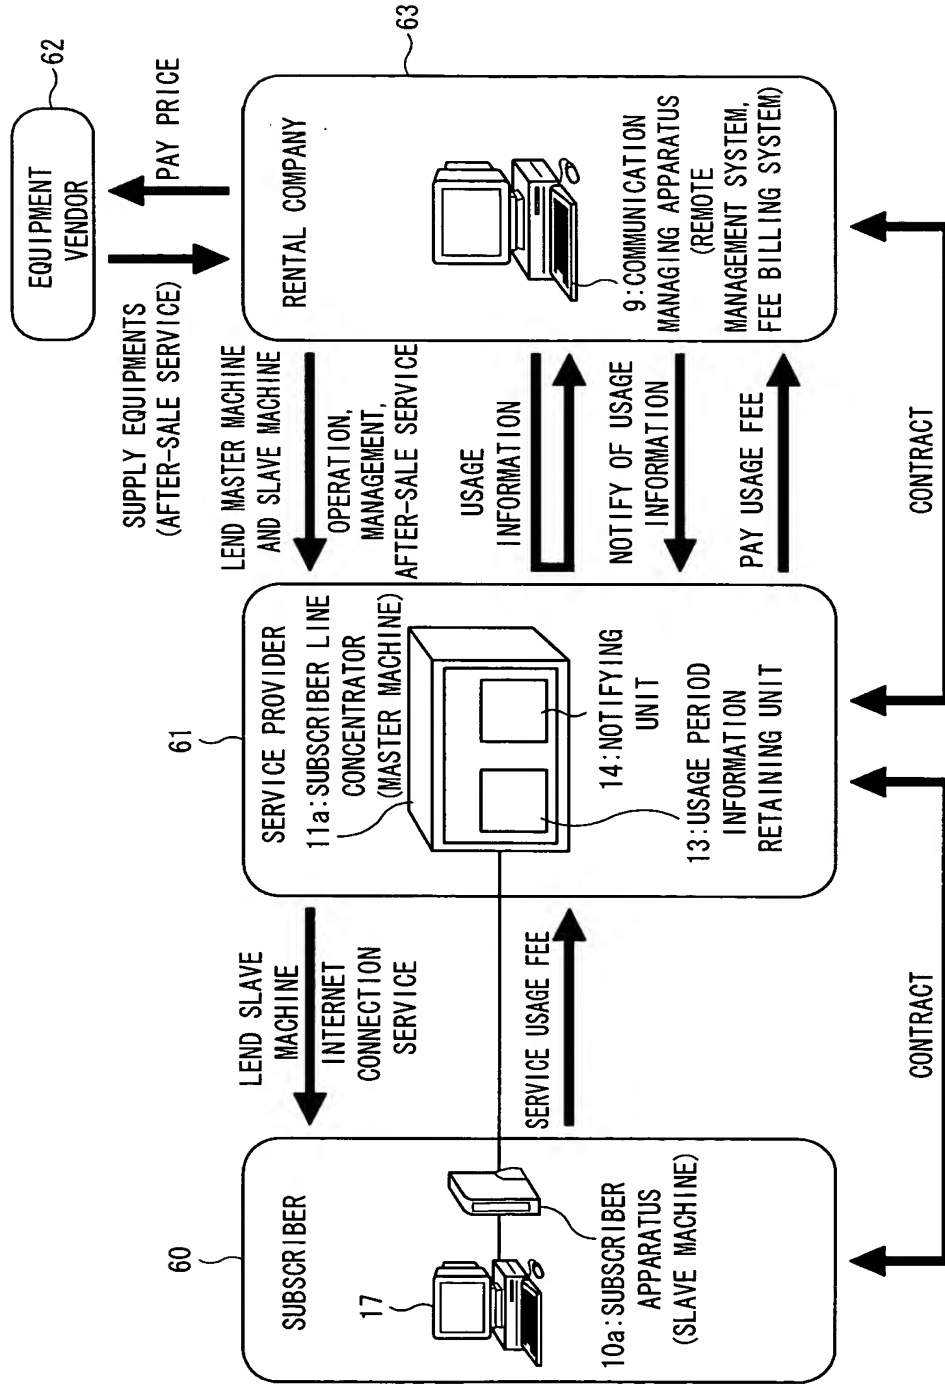 60
SUBSCRIBER
17
10a:SUBSCRIBER
APPARATUS
(SLAVE MACHINE)
LEND SLAVE
MACHINE
INTERNET
CONNECTION
SERVICE
SERVICE USAGE FEE
CONTRACT
61
SERVICE PROVIDER
11a:SUBSCRIBER LINE
CONCENTRATOR
(MASTER MACHINE)
14:NOTIFYING
UNIT
13:USAGE PERIOD
INFORMATION
RETAINING UNIT
SUPPLY EQUIPMENTS
(AFTER-SALE SERVICE)
LEND MASTER MACHINE
AND SLAVE MACHINE
OPERATION,
MANAGEMENT,
AFTER-SALE SERVICE
USAGE
INFORMATION
NOTIFY OF USAGE
INFORMATION
PAY USAGE FEE
CONTRACT
EQUIPMENT
VENDOR
62
PAY PRICE
63
RENTAL COMPANY
9:COMMUNICATION
MANAGING APPARATUS
(REMOTE
MANAGEMENT SYSTEM,
FEE BILLING SYSTEM)